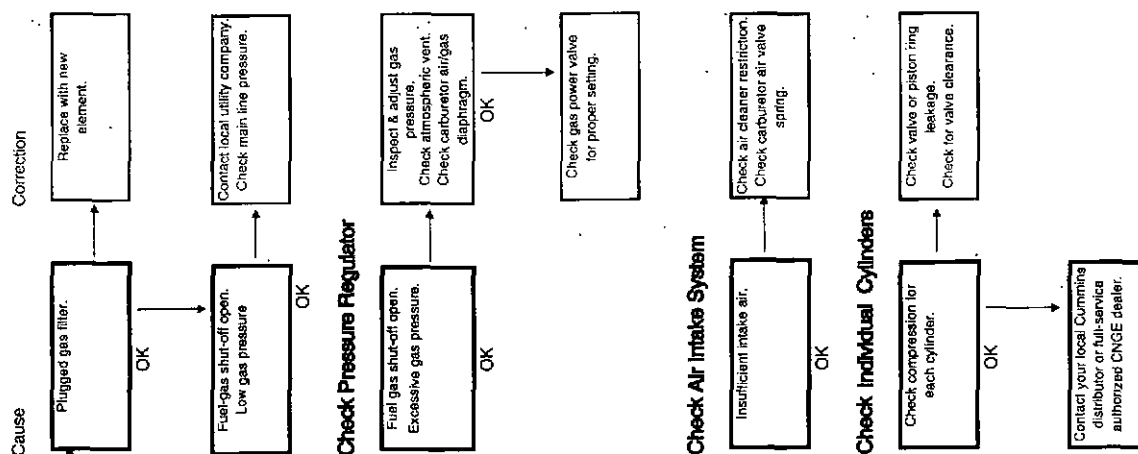 Cause
Correction
Plugged gas filter.
Replace with new
element.
OK
Fuel-gas shut-off open.
Low gas pressure
Contact local utility company.
Check main line pressure.
OK
Check Pressure Regulator
Fuel gas shut off open.
Excessive gas pressure.
Inspect & adjust gas
pressure.
Check atmospheric vent.
Check carburetor air/gas
diaphragm.
OK
OK
Check gas power valve
for proper setting.
Check Air Intake System
Insufficient intake air.
Check air cleaner restriction.
Check carburetor air valve
spring.
OK
Check Individual Cylinders
Check compression for
each cylinder.
Check valve or piston ring
leakage.
Check for valve clearance.
OK
Contact your local Cummins
distributor or full-service
authorized CNGE dealer.